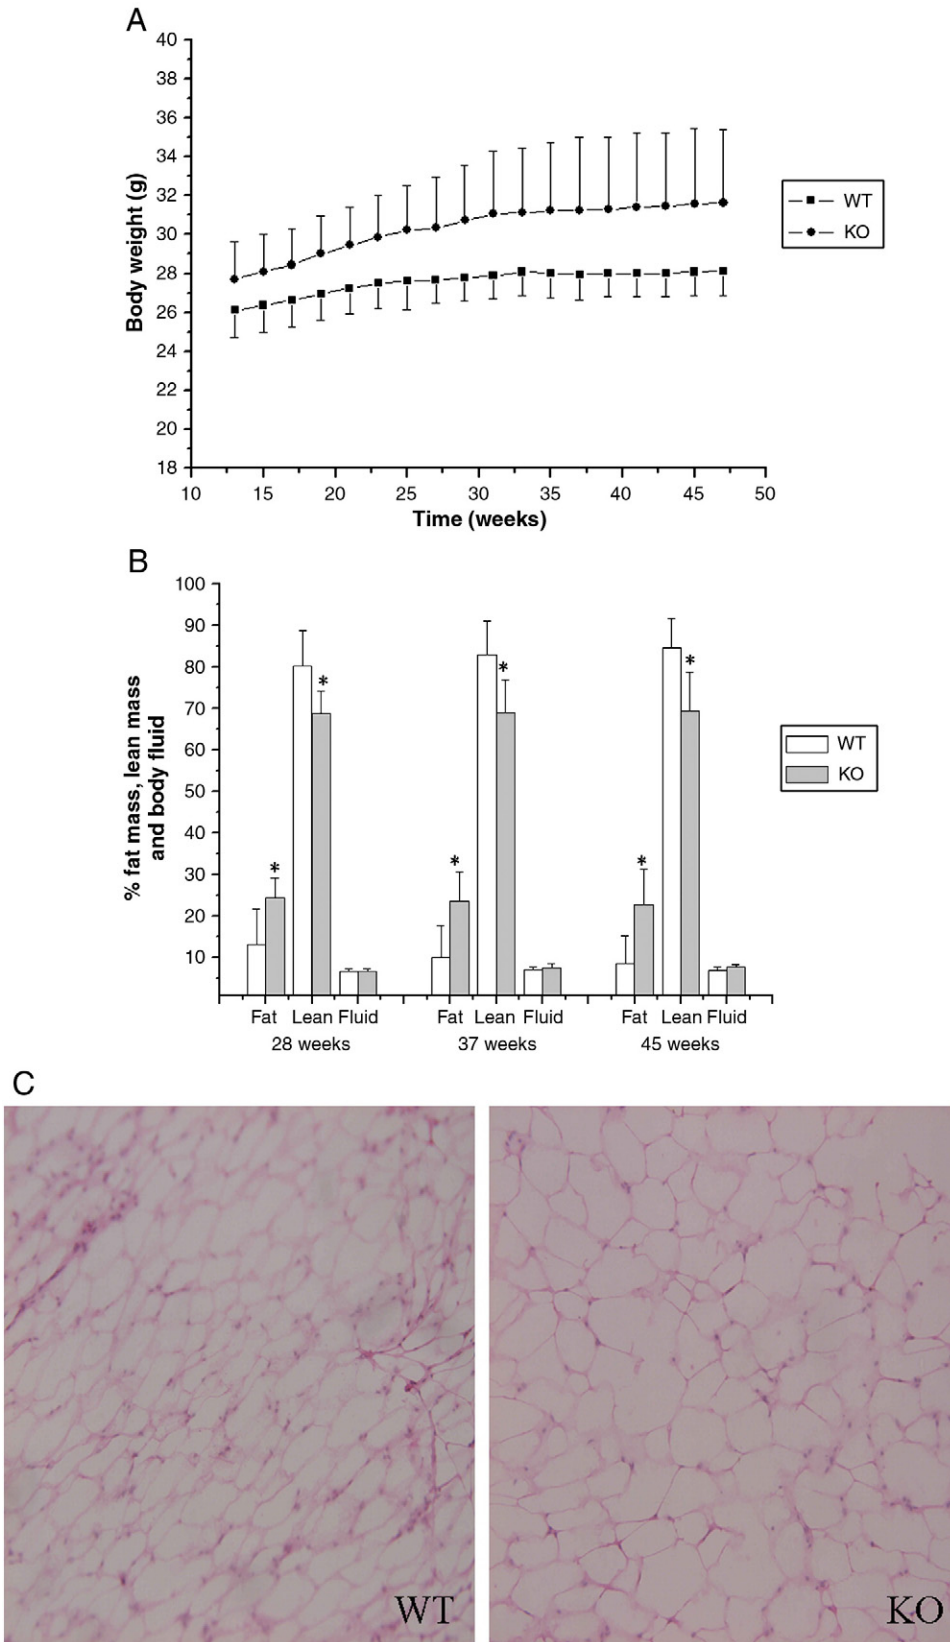 A
40
38
36
34
32
30
28
26
24
22
20
18
Body weight (g)
10 15 20 25 30 35 40 45 50
Time (weeks)
WT
KO
B
100
90
80
70
60
50
40
30
20
10
% fat mass, lean mass
and body fluid
* * * * * *
WT
KO
Fat Lean Fluid Fat Lean Fluid Fat Lean Fluid
28 weeks 37 weeks 45 weeks
C
WT
KO